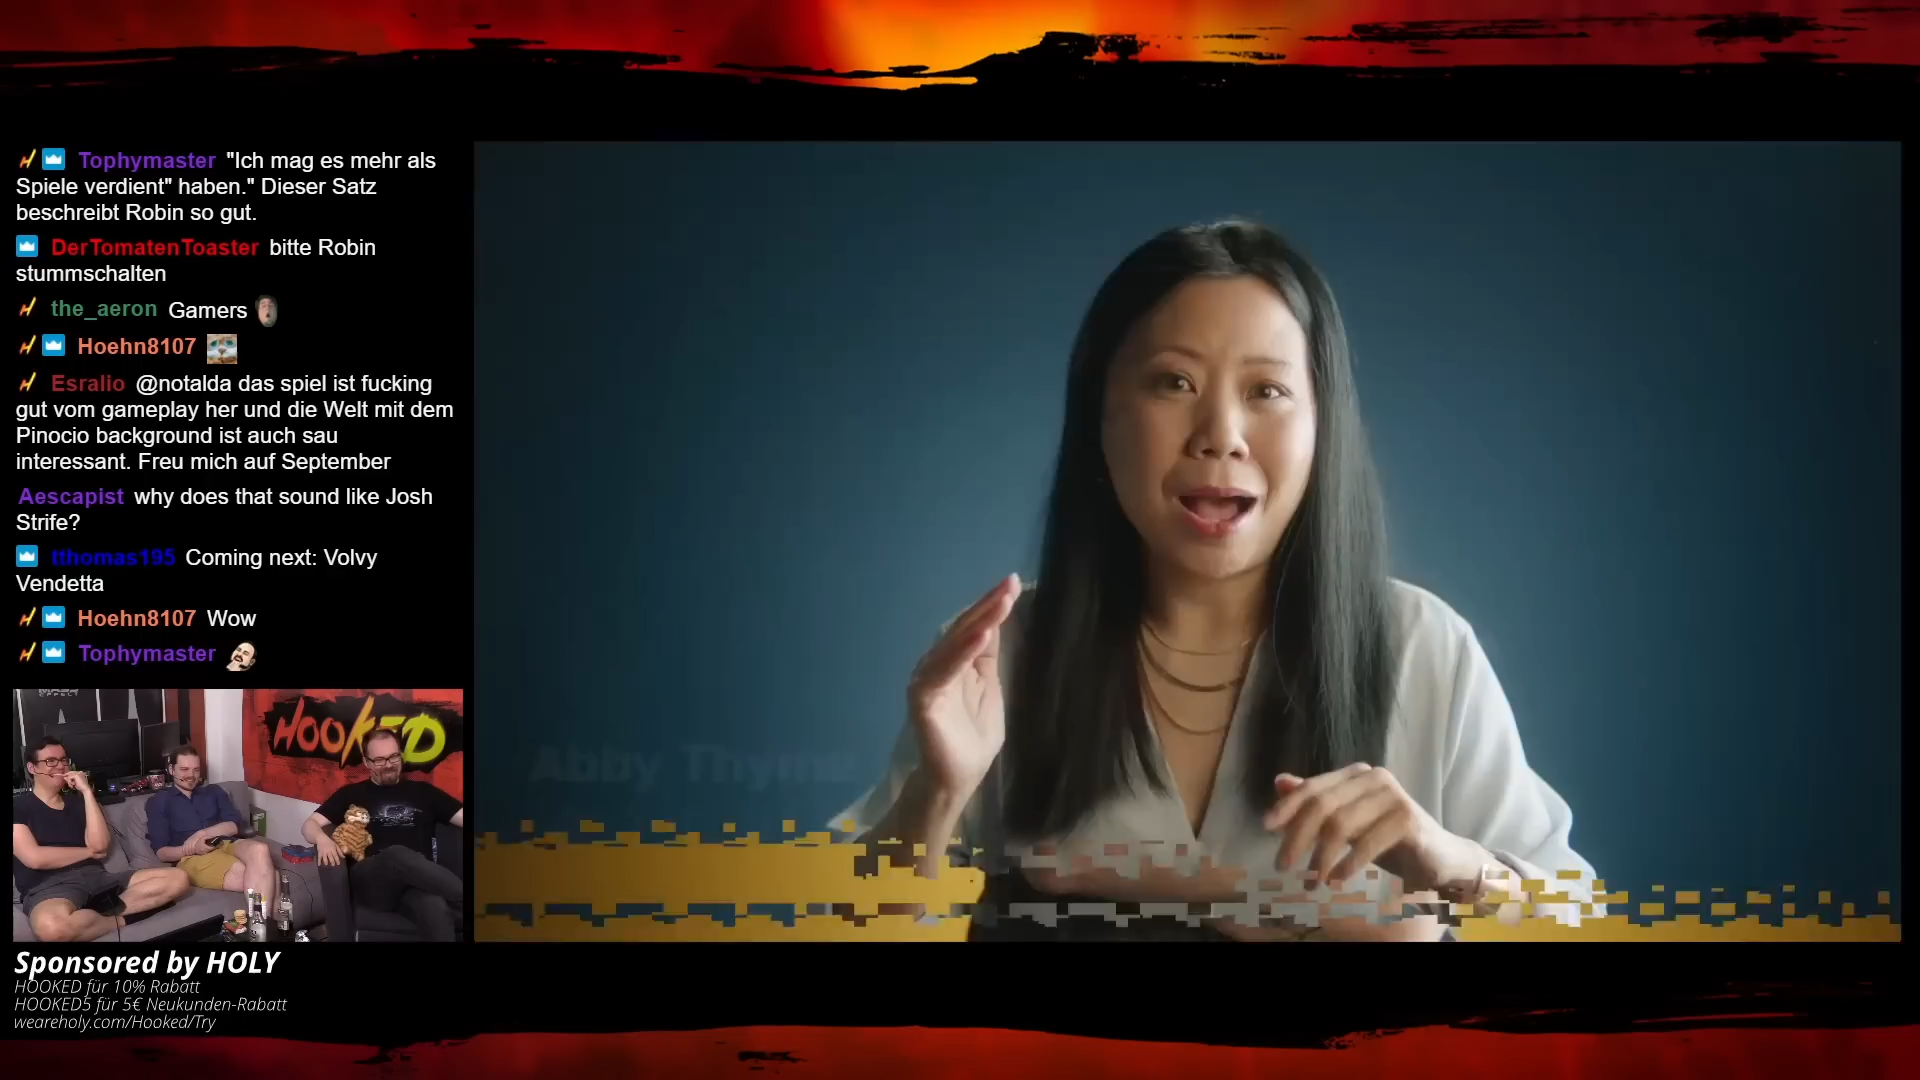 Tophymaster "Ich mag es mehr als
Spiele verdient" haben." Dieser Satz
beschreibt Robin so gut.
DerTomatenToaster bitte Robin
stummschalten
the_aeron Gamers
Hoehn8107
Esralio @notalda das spiel ist fucking
gut vom gameplay her und die Welt mit dem
Pinocio background ist auch sau
interessant. Freu mich auf September
Aescapist why does that sound like Josh
Strife?
tthomas195 Coming next: Volvy
Vendetta
Hoehn8107 Wow
Tophymaster
HOOKED
Abby Thyme
Sponsored by HOLY
HOOKED für 10% Rabatt
HOOKED5 für 5€ Neukunden-Rabatt
weareholy.com/Hooked/Try